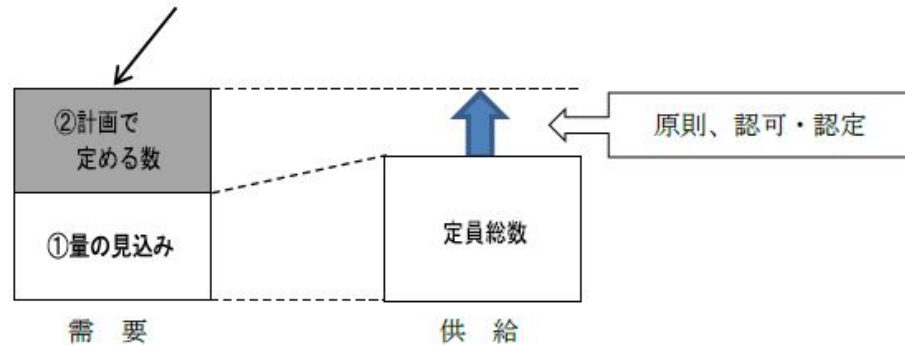 ②計画で
定める数
原則、認可・認定
①量の見込み
定員総数
需 要
供 給